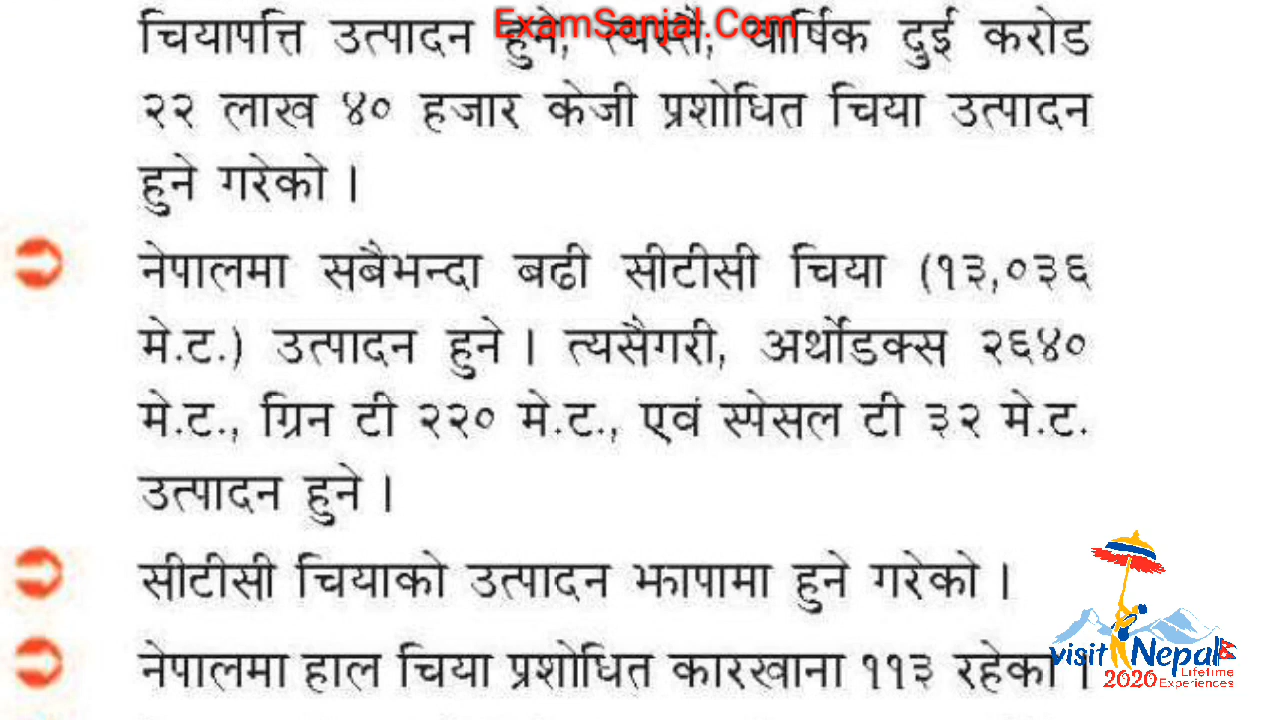 ExamSanjal.Com
चियापत्ति उत्पादन हुने, त्यस्तै, वार्षिक दुई करोड
२२ लाख ४० हजार केजी प्रशोधित चिया उत्पादन
हुने गरेको ।
नेपालमा सबैभन्दा बढी सीटीसी चिया (१३,०३६
मे.ट.) उत्पादन हुने । त्यसैगरी, अर्थोडक्स २६४०
मे.ट., ग्रिन टी २२० मे.ट., एवं स्पेसल टी ३२ मे.ट.
उत्पादन हुने ।
सीटीसी चियाको उत्पादन झापामा हुने गरेको ।
नेपालमा हाल चिया प्रशोधित कारखाना ११३ रहेका ।
visit Nepal
2020 Lifetime
Experiences